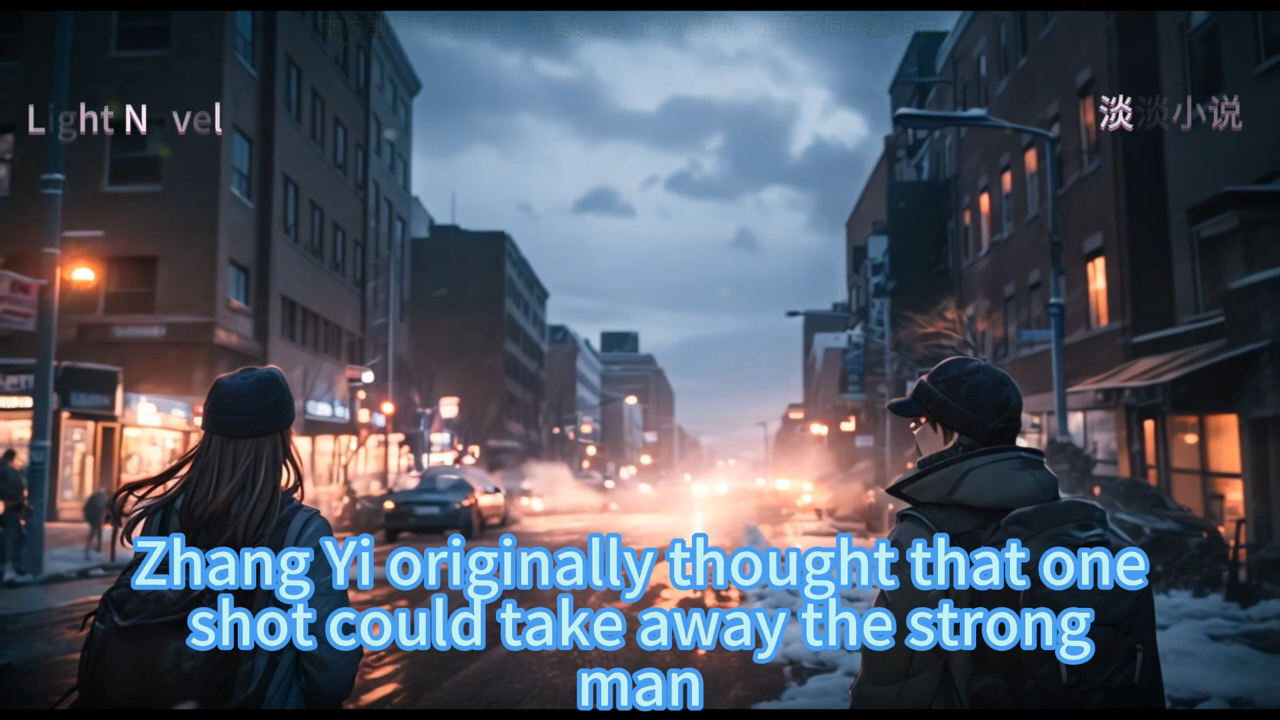 Light N vel
淡淡小说
Zhang Yi originally thought that one
shot could take away the strong
man